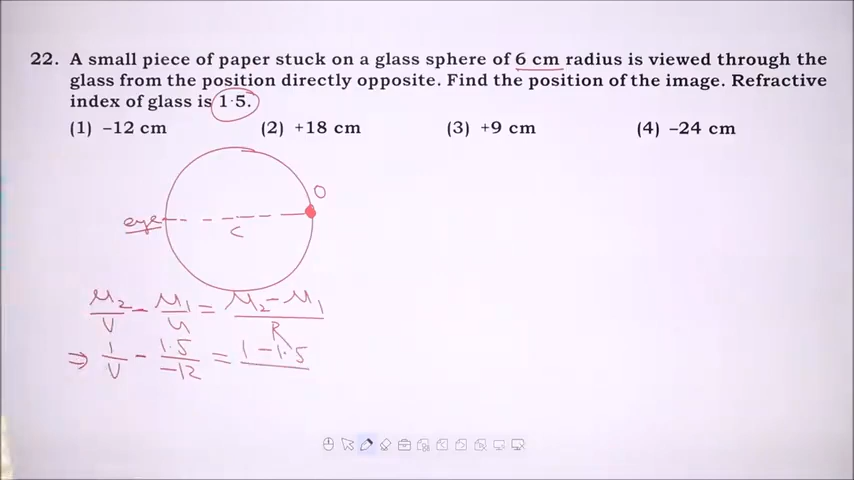 22. A small piece of paper stuck on a glass sphere of 6 cm radius is viewed through the
glass from the position directly opposite. Find the position of the image. Refractive
index of glass is 1·5.
(1) –12 cm (2) +18 cm (3) +9 cm (4) –24 cm
O
eye
C
μ₂/V - μ₁/u = μ₂-μ₁/R
⇒ 1/V - 1.5/-12 = 1-1.5/